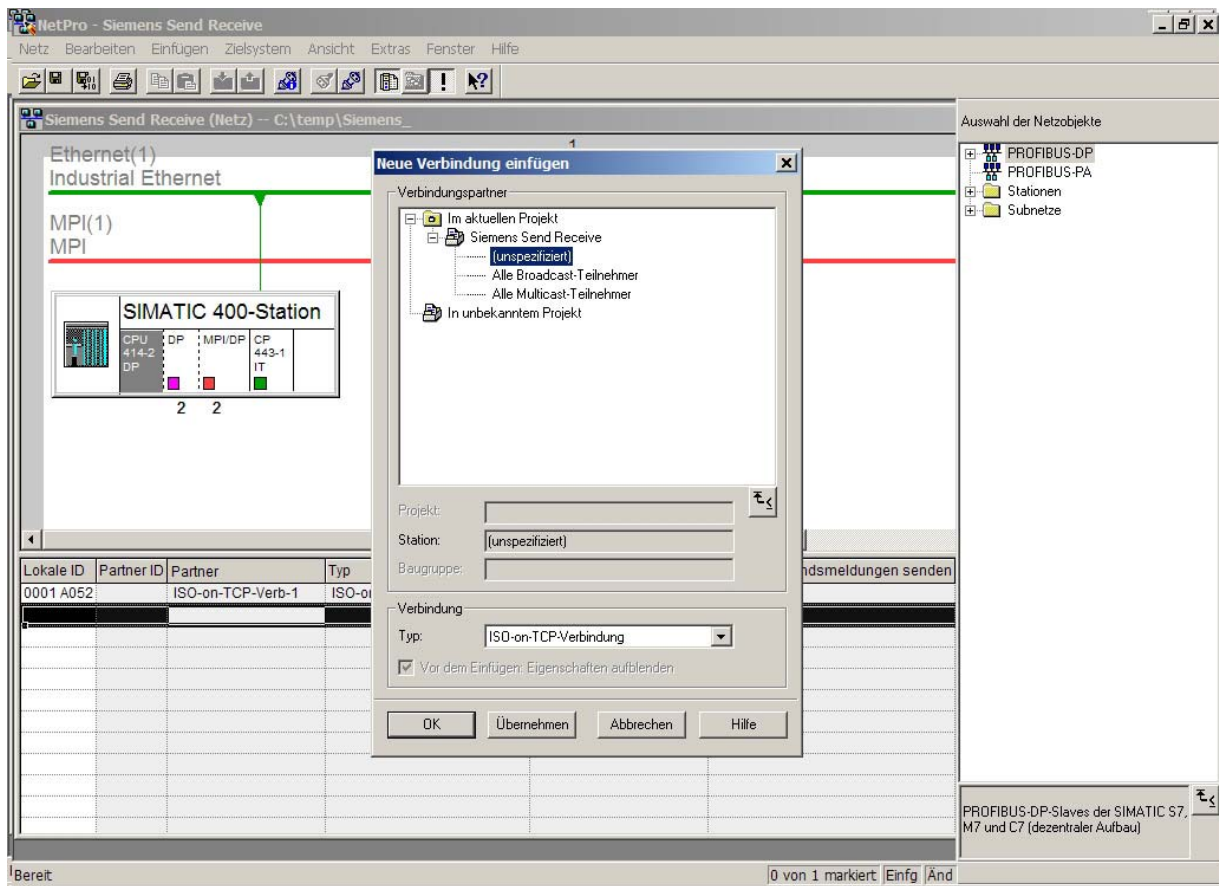 NetPro - Siemens Send Receive
Netz Bearbeiten Einfügen Zielsystem Ansicht Extras Fenster Hilfe
Siemens Send Receive (Netz) -- C:\temp\Siemens_
Ethernet(1)
Industrial Ethernet
MPI(1)
MPI
SIMATIC 400-Station
CPU 414-2 DP
DP
MPI/DP
CP 443-1 IT
2 2
Neue Verbindung einfügen
Verbindungspartner
Im aktuellen Projekt
Siemens Send Receive
(unspezifiziert)
Alle Broadcast-Teilnehmer
Alle Multicast-Teilnehmer
In unbekanntem Projekt
Projekt:
Station: (unspezifiziert)
Baugruppe:
Verbindung
Typ: ISO-on-TCP-Verbindung
Vor dem Einfügen: Eigenschaften aufblenden
OK Übernehmen Abbrechen Hilfe
Lokale ID Partner ID Partner Typ ndsmeldungen senden
0001 A052 ISO-on-TCP-Verb-1 ISO-o
Auswahl der Netzobjekte
PROFIBUS-DP
PROFIBUS-PA
Stationen
Subnetze
PROFIBUS-DP-Slaves der SIMATIC S7,
M7 und C7 (dezentraler Aufbau)
Bereit
0 von 1 markiert Einfg Änd